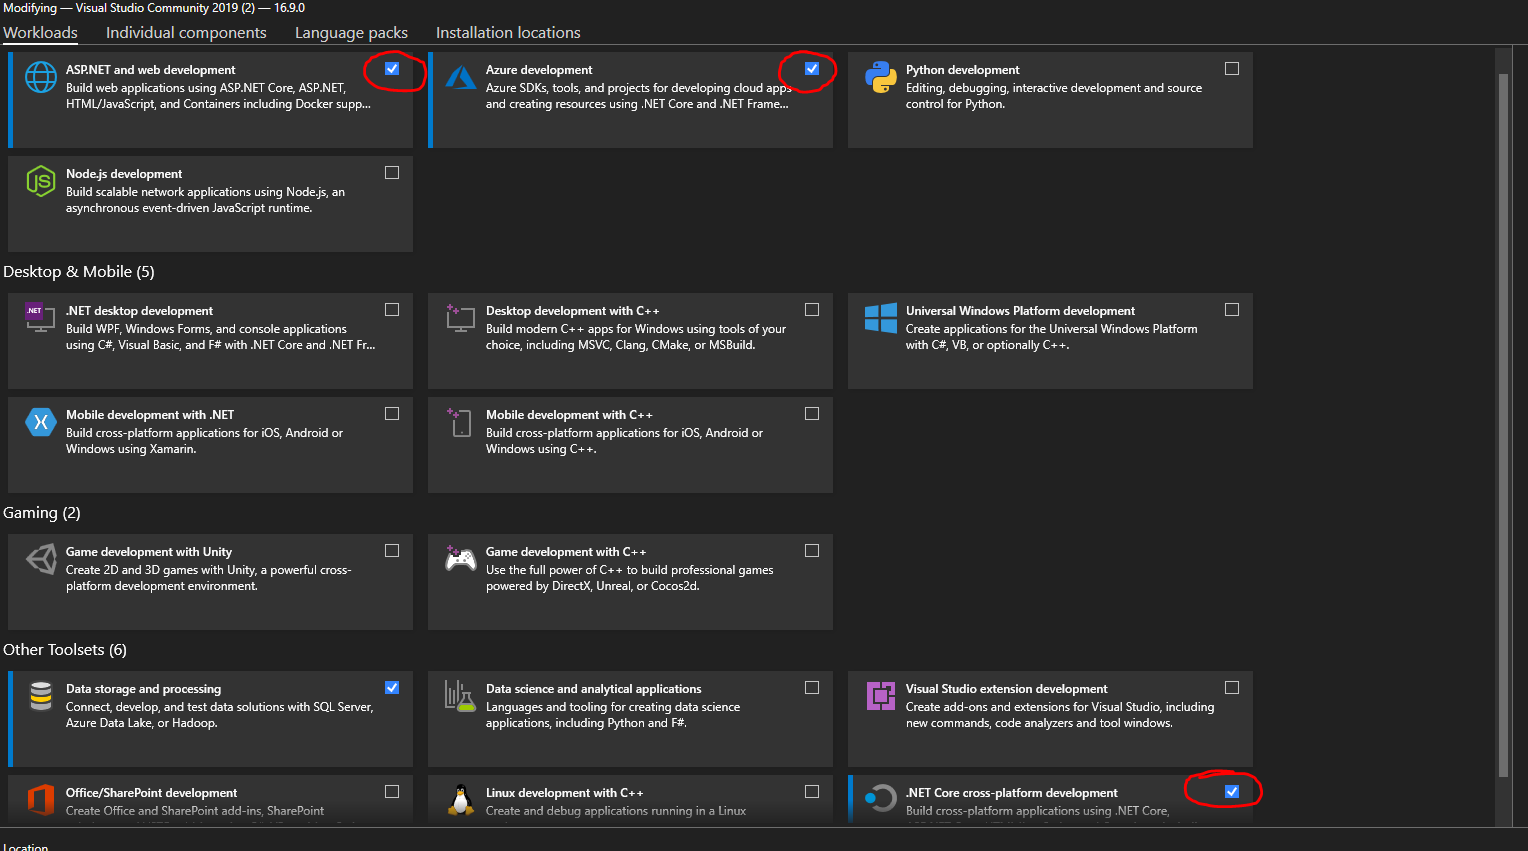 Modifying — Visual Studio Community 2019 (2) — 16.9.0
Workloads Individual components Language packs Installation locations
ASP.NET and web development
Build web applications using ASP.NET Core, ASP.NET,
HTML/JavaScript, and Containers including Docker supp...
Azure development
Azure SDKs, tools, and projects for developing cloud apps
and creating resources using .NET Core and .NET Frame...
Python development
Editing, debugging, interactive development and source
control for Python.
JS
Node.js development
Build scalable network applications using Node.js, an
asynchronous event-driven JavaScript runtime.
Desktop & Mobile (5)
.NET
.NET desktop development
Build WPF, Windows Forms, and console applications
using C#, Visual Basic, and F# with .NET Core and .NET Fr...
Desktop development with C++
Build modern C++ apps for Windows using tools of your
choice, including MSVC, Clang, CMake, or MSBuild.
Universal Windows Platform development
Create applications for the Universal Windows Platform
with C#, VB, or optionally C++.
Mobile development with .NET
Build cross-platform applications for iOS, Android or
Windows using Xamarin.
Mobile development with C++
Build cross-platform applications for iOS, Android or
Windows using C++.
Gaming (2)
Game development with Unity
Create 2D and 3D games with Unity, a powerful cross-
platform development environment.
Game development with C++
Use the full power of C++ to build professional games
powered by DirectX, Unreal, or Cocos2d.
Other Toolsets (6)
Data storage and processing
Connect, develop, and test data solutions with SQL Server,
Azure Data Lake, or Hadoop.
Data science and analytical applications
Languages and tooling for creating data science
applications, including Python and F#.
Visual Studio extension development
Create add-ons and extensions for Visual Studio, including
new commands, code analyzers and tool windows.
Office/SharePoint development
Create Office and SharePoint add-ins, SharePoint
Linux development with C++
Create and debug applications running in a Linux
.NET Core cross-platform development
Build cross-platform applications using .NET Core,
Location